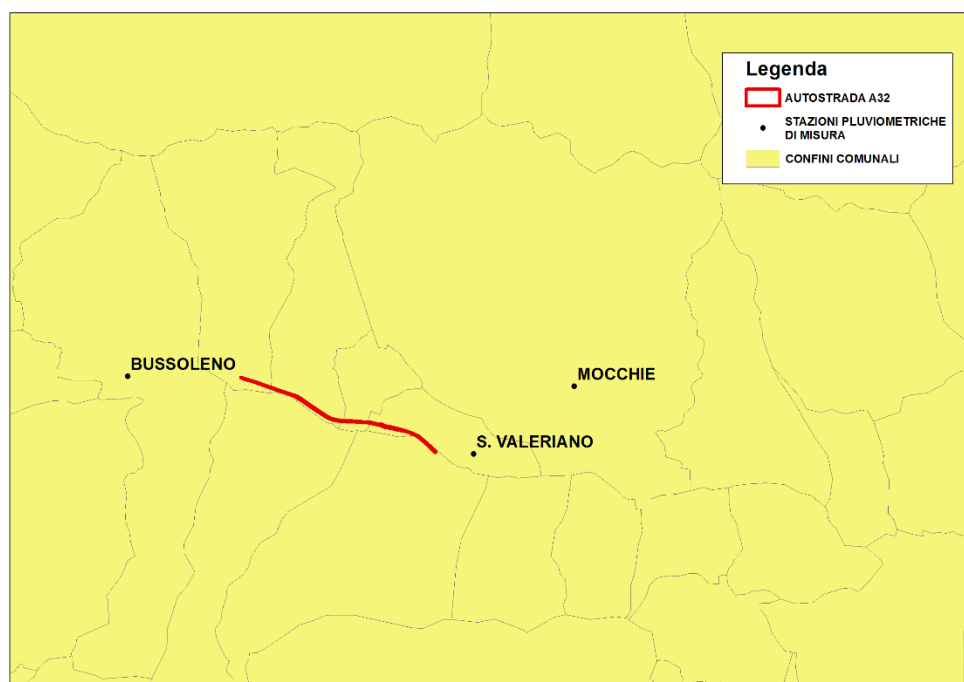 Legenda
AUTOSTRADA A32
STAZIONI PLUVIOMETRICHE
DI MISURA
CONFINI COMUNALI
BUSSOLENO
MOCCHIE
S. VALERIANO